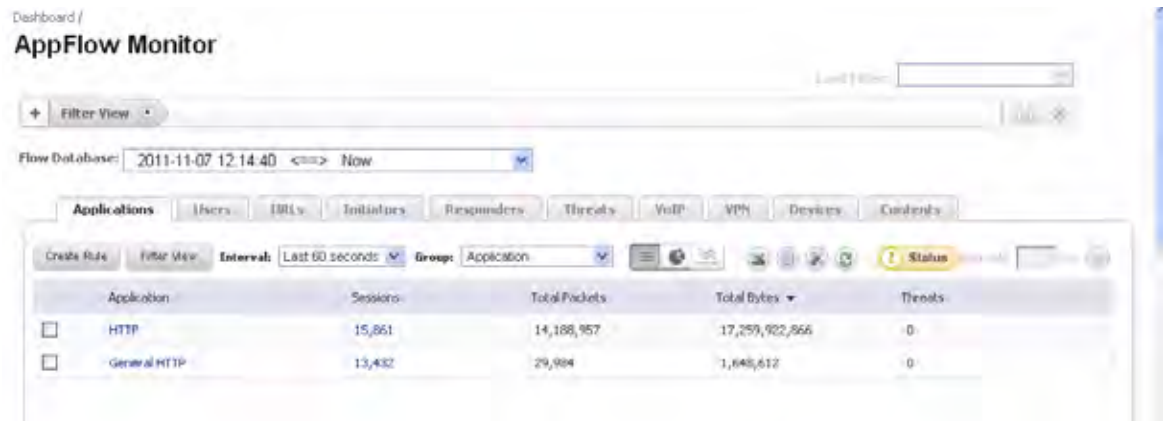 Dashboard /
AppFlow Monitor
+ Filter View
Flow Database: 2011-11-07 12:14:40 <==> Now
Applications Users URLs Initiators Responders Threats VoIP VPN Devices Contents
Create Rule Filter View Interval: Last 60 seconds Group: Application Status
Application Sessions Total Packets Total Bytes Threats
HTTP 15,861 14,188,957 17,259,922,866 0
General HTTP 13,432 29,984 1,648,612 0